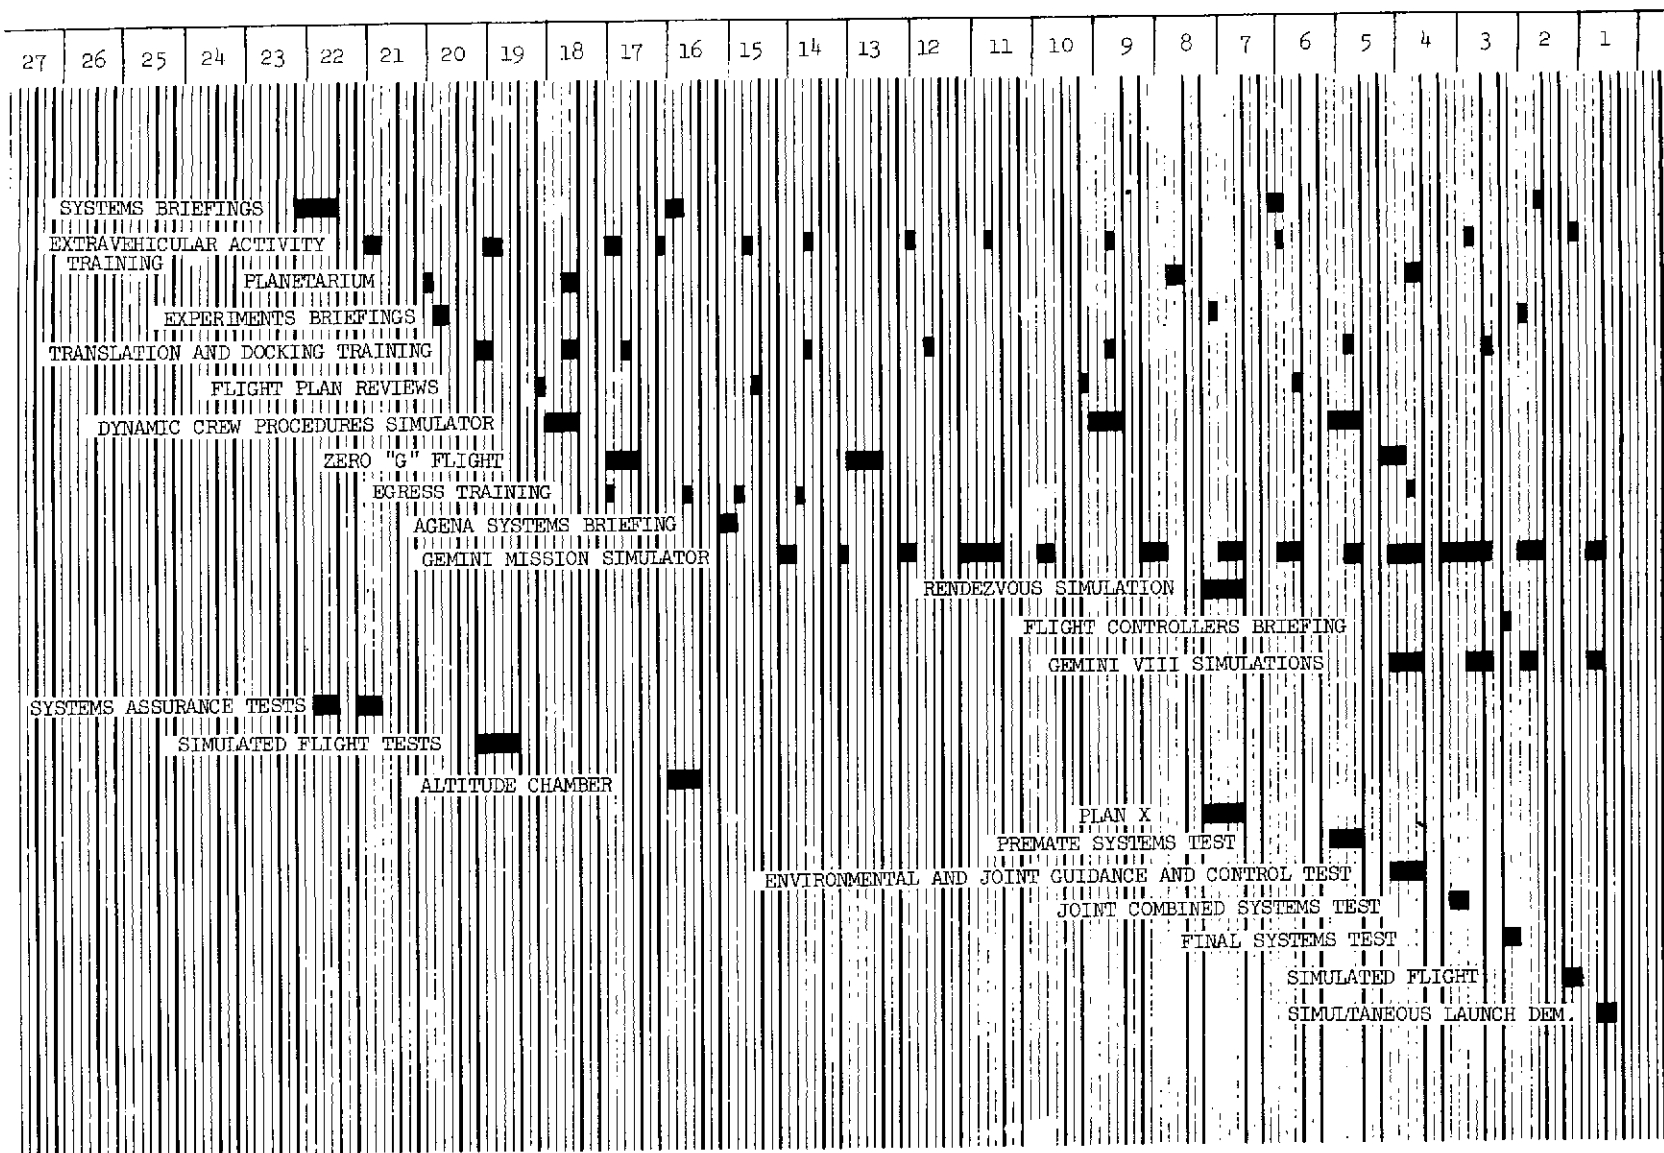 27 26 25 24 23 22 21 20 19 18 17 16 15 14 13 12 11 10 9 8 7 6 5 4 3 2 1
SYSTEMS BRIEFINGS
EXTRAVEHICULAR ACTIVITY
TRAINING
PLANETARIUM
EXPERIMENTS BRIEFINGS
TRANSLATION AND DOCKING TRAINING
FLIGHT PLAN REVIEWS
DYNAMIC CREW PROCEDURES SIMULATOR
ZERO "G" FLIGHT
EGRESS TRAINING
AGENA SYSTEMS BRIEFING
GEMINI MISSION SIMULATOR
RENDEZVOUS SIMULATION
FLIGHT CONTROLLERS BRIEFING
GEMINI VIII SIMULATIONS
SYSTEMS ASSURANCE TESTS
SIMULATED FLIGHT TESTS
ALTITUDE CHAMBER
PLAN X
PREMATE SYSTEMS TEST
ENVIRONMENTAL AND JOINT GUIDANCE AND CONTROL TEST
JOINT COMBINED SYSTEMS TEST
FINAL SYSTEMS TEST
SIMULATED FLIGHT
SIMULTANEOUS LAUNCH DEM.